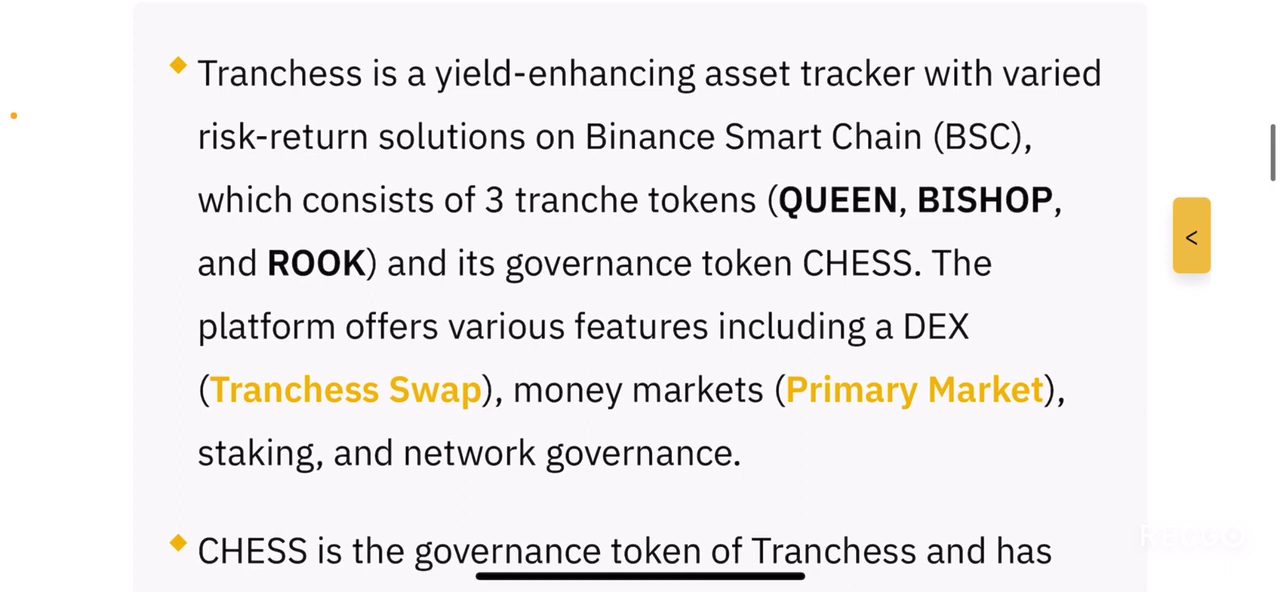 Tranchess is a yield-enhancing asset tracker with varied
risk-return solutions on Binance Smart Chain (BSC),
which consists of 3 tranche tokens (QUEEN, BISHOP,
and ROOK) and its governance token CHESS. The
platform offers various features including a DEX
(Tranchess Swap), money markets (Primary Market),
staking, and network governance.
<
CHESS is the governance token of Tranchess and has